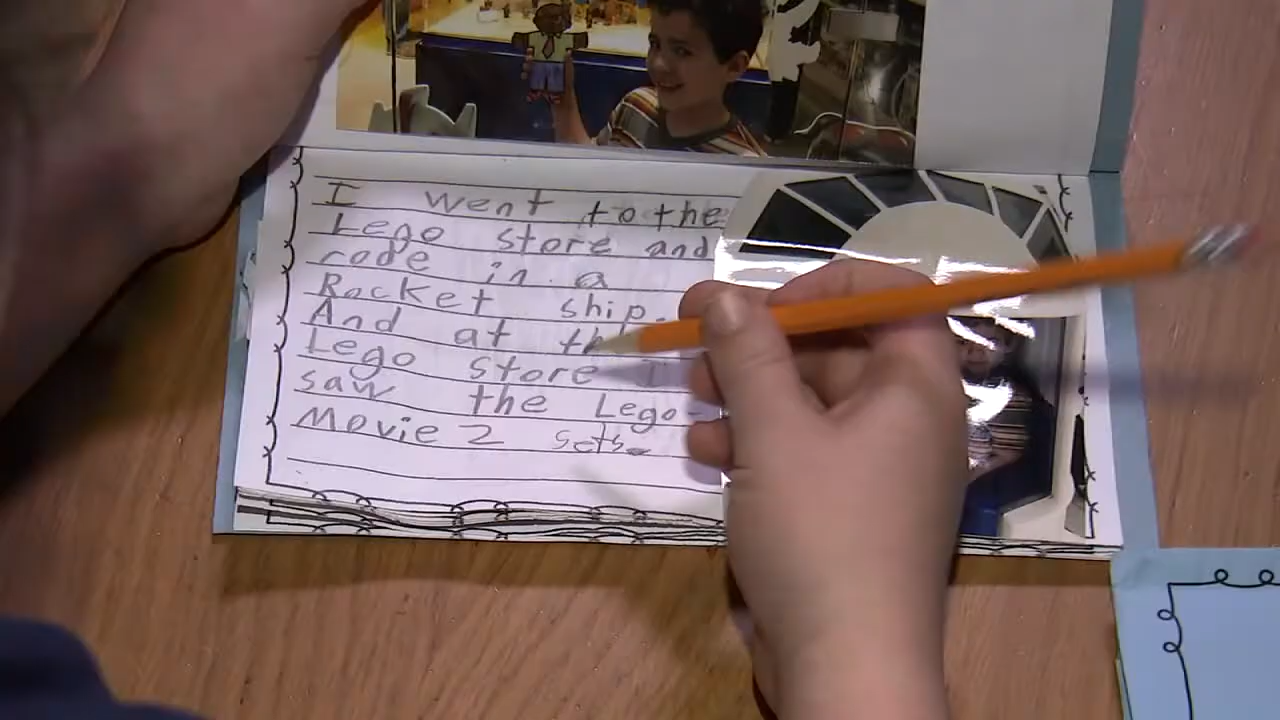 I went to the
Lego store and
rode in a
Rocket ship.
And at th
Lego store I
saw the Lego-
Movie 2 sets.